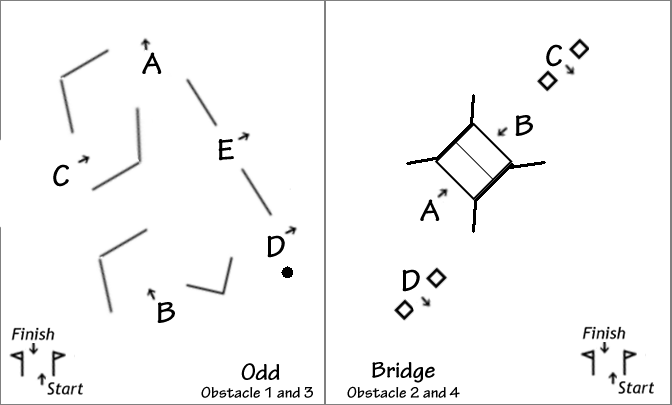 A
E
C
D
B
Finish
Start
Odd
Obstacle 1 and 3
C
B
A
D
Finish
Start
Bridge
Obstacle 2 and 4